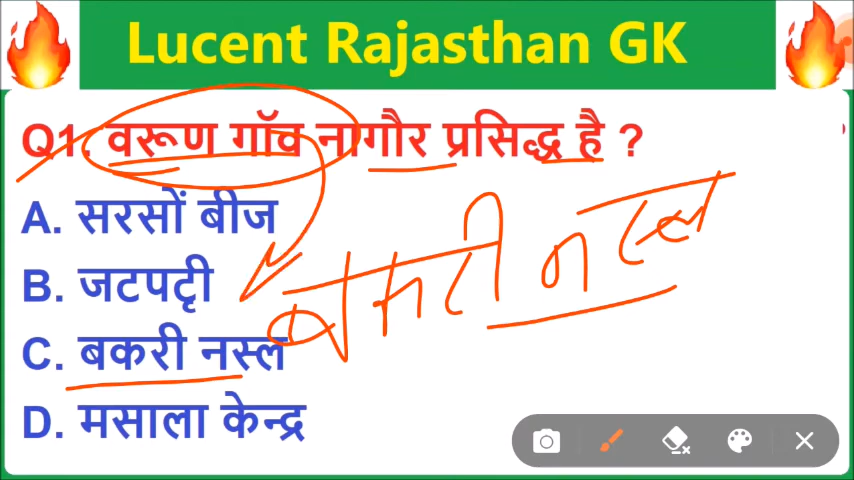 Lucent Rajasthan GK
Q1. वरूण गॉव नागौर प्रसिद्ध है ?
A. सरसों बीज
B. जटपट्टी
C. बकरी नस्ल
बकरी नस्ल
D. मसाला केन्द्र